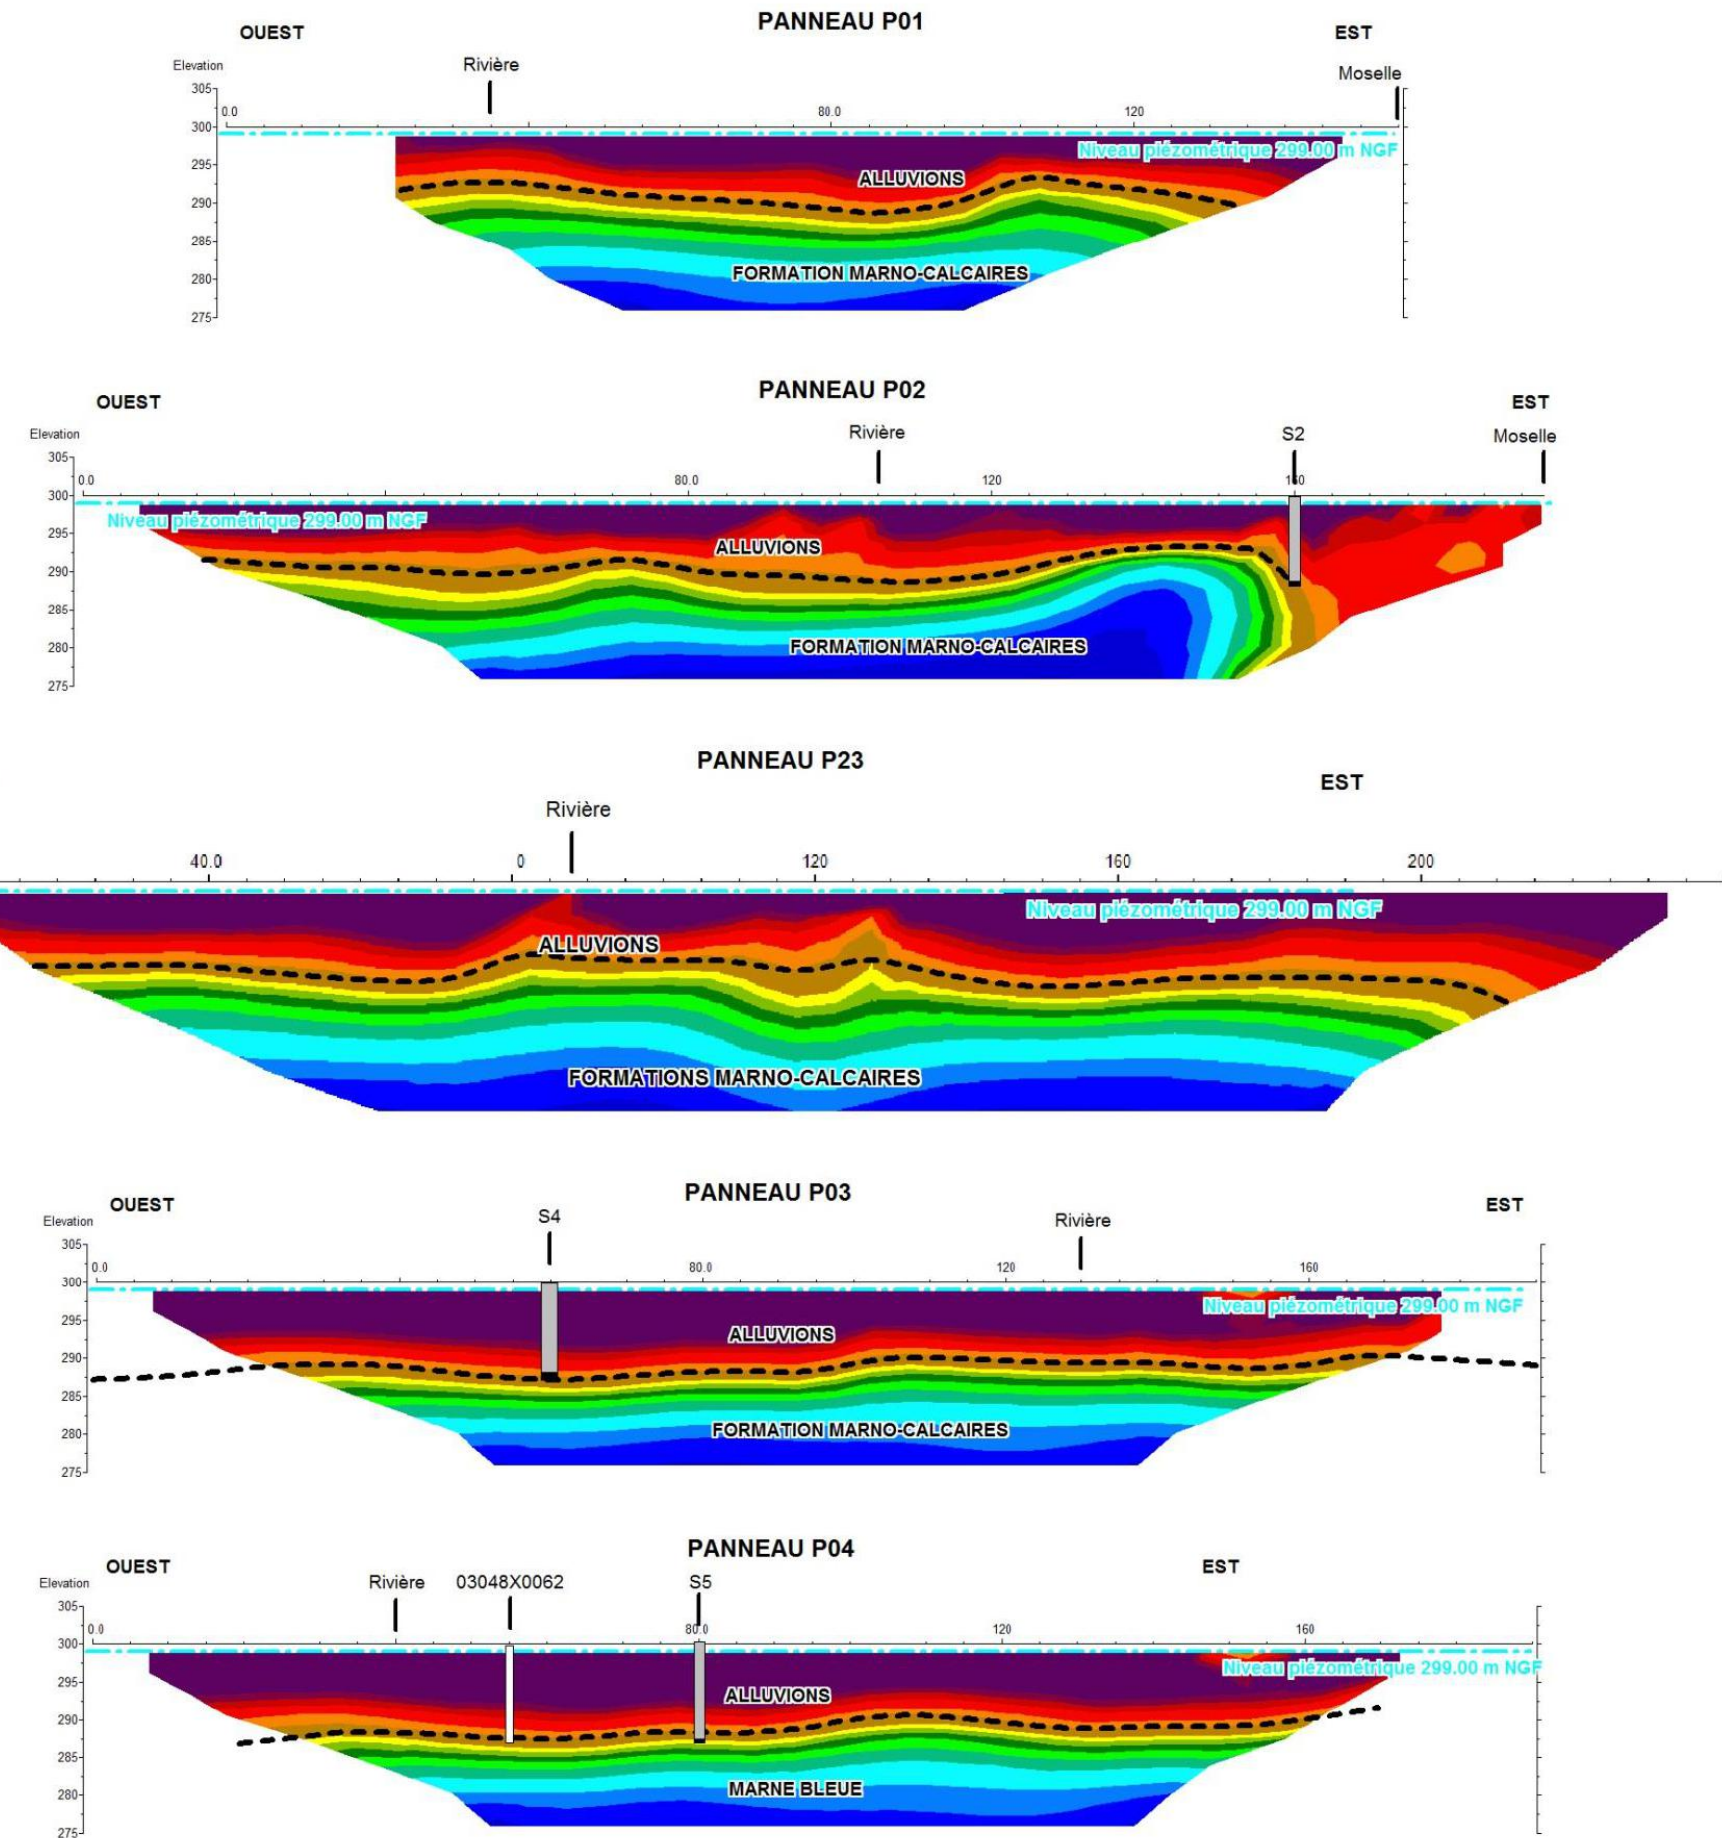 PANNEAU P01
OUEST
EST
Rivière
Elevation
Moselle
305
0.0
80.0
120
300
Niveau piézométrique 299.00 m NGF
295
ALLUVIONS
290
285
280
FORMATION MARNO-CALCAIRES
275
PANNEAU P02
OUEST
EST
Elevation
Rivière
S2
Moselle
305
0.0
80.0
120
300
Niveau piézométrique 299.00 m NGF
295
ALLUVIONS
290
285
280
FORMATION MARNO-CALCAIRES
275
PANNEAU P23
EST
Rivière
40.0
0
120
160
200
Niveau piézométrique 299.00 m NGF
ALLUVIONS
FORMATIONS MARNO-CALCAIRES
PANNEAU P03
OUEST
EST
Elevation
S4
Rivière
305
0.0
80.0
120
160
300
Niveau piézométrique 299.00 m NGF
295
ALLUVIONS
290
285
280
FORMATION MARNO-CALCAIRES
275
PANNEAU P04
OUEST
EST
Elevation
Rivière
03048X0062
S5
305
0.0
80.0
120
160
300
Niveau piézométrique 299.00 m NGF
295
ALLUVIONS
290
285
280
MARNE BLEUE
275